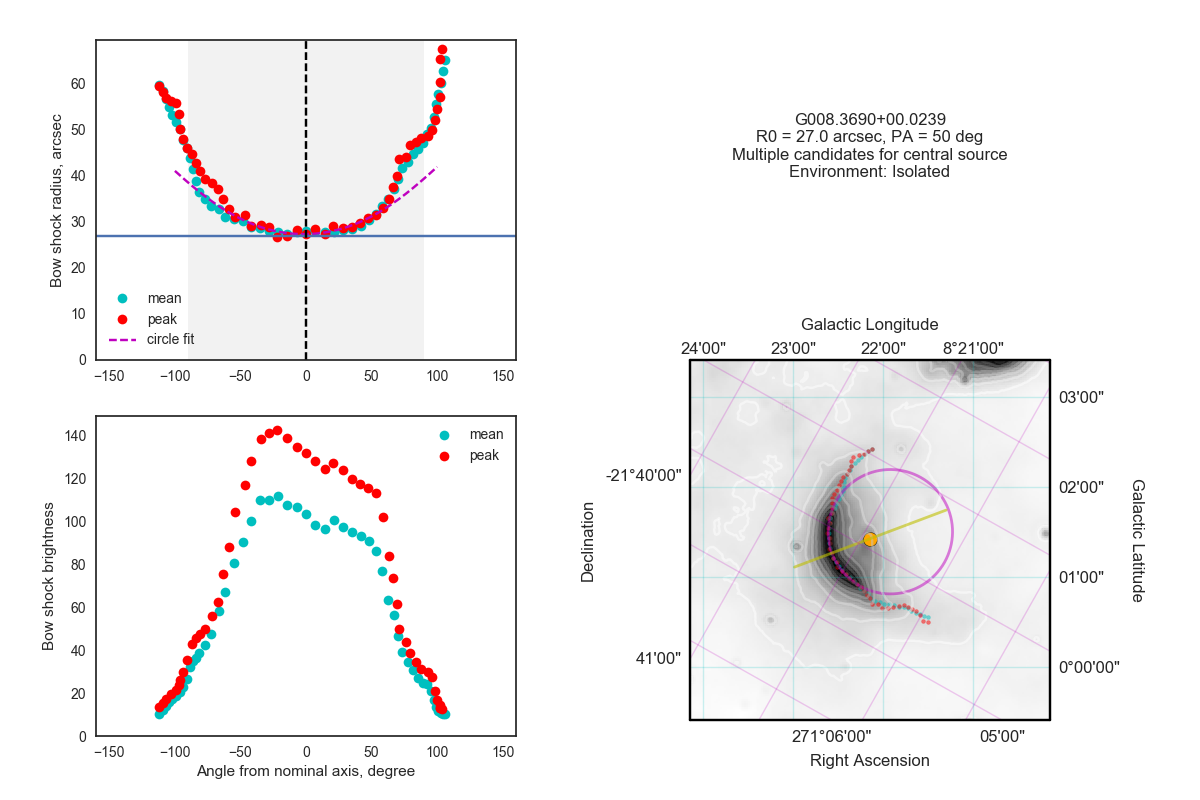 60
50
40
30
20
10
0
Bow shock radius, arcsec
mean
peak
circle fit
−150
−100
−50
0
50
100
150
140
120
100
80
60
40
20
0
Bow shock brightness
mean
peak
−150
−100
−50
0
50
100
150
Angle from nominal axis, degree
G008.3690+00.0239
R0 = 27.0 arcsec, PA = 50 deg
Multiple candidates for central source
Environment: Isolated
Galactic Longitude
24'00"
23'00"
22'00"
8°21'00"
03'00"
02'00"
01'00"
0°00'00"
Galactic Latitude
-21°40'00"
41'00"
Declination
271°06'00"
05'00"
Right Ascension